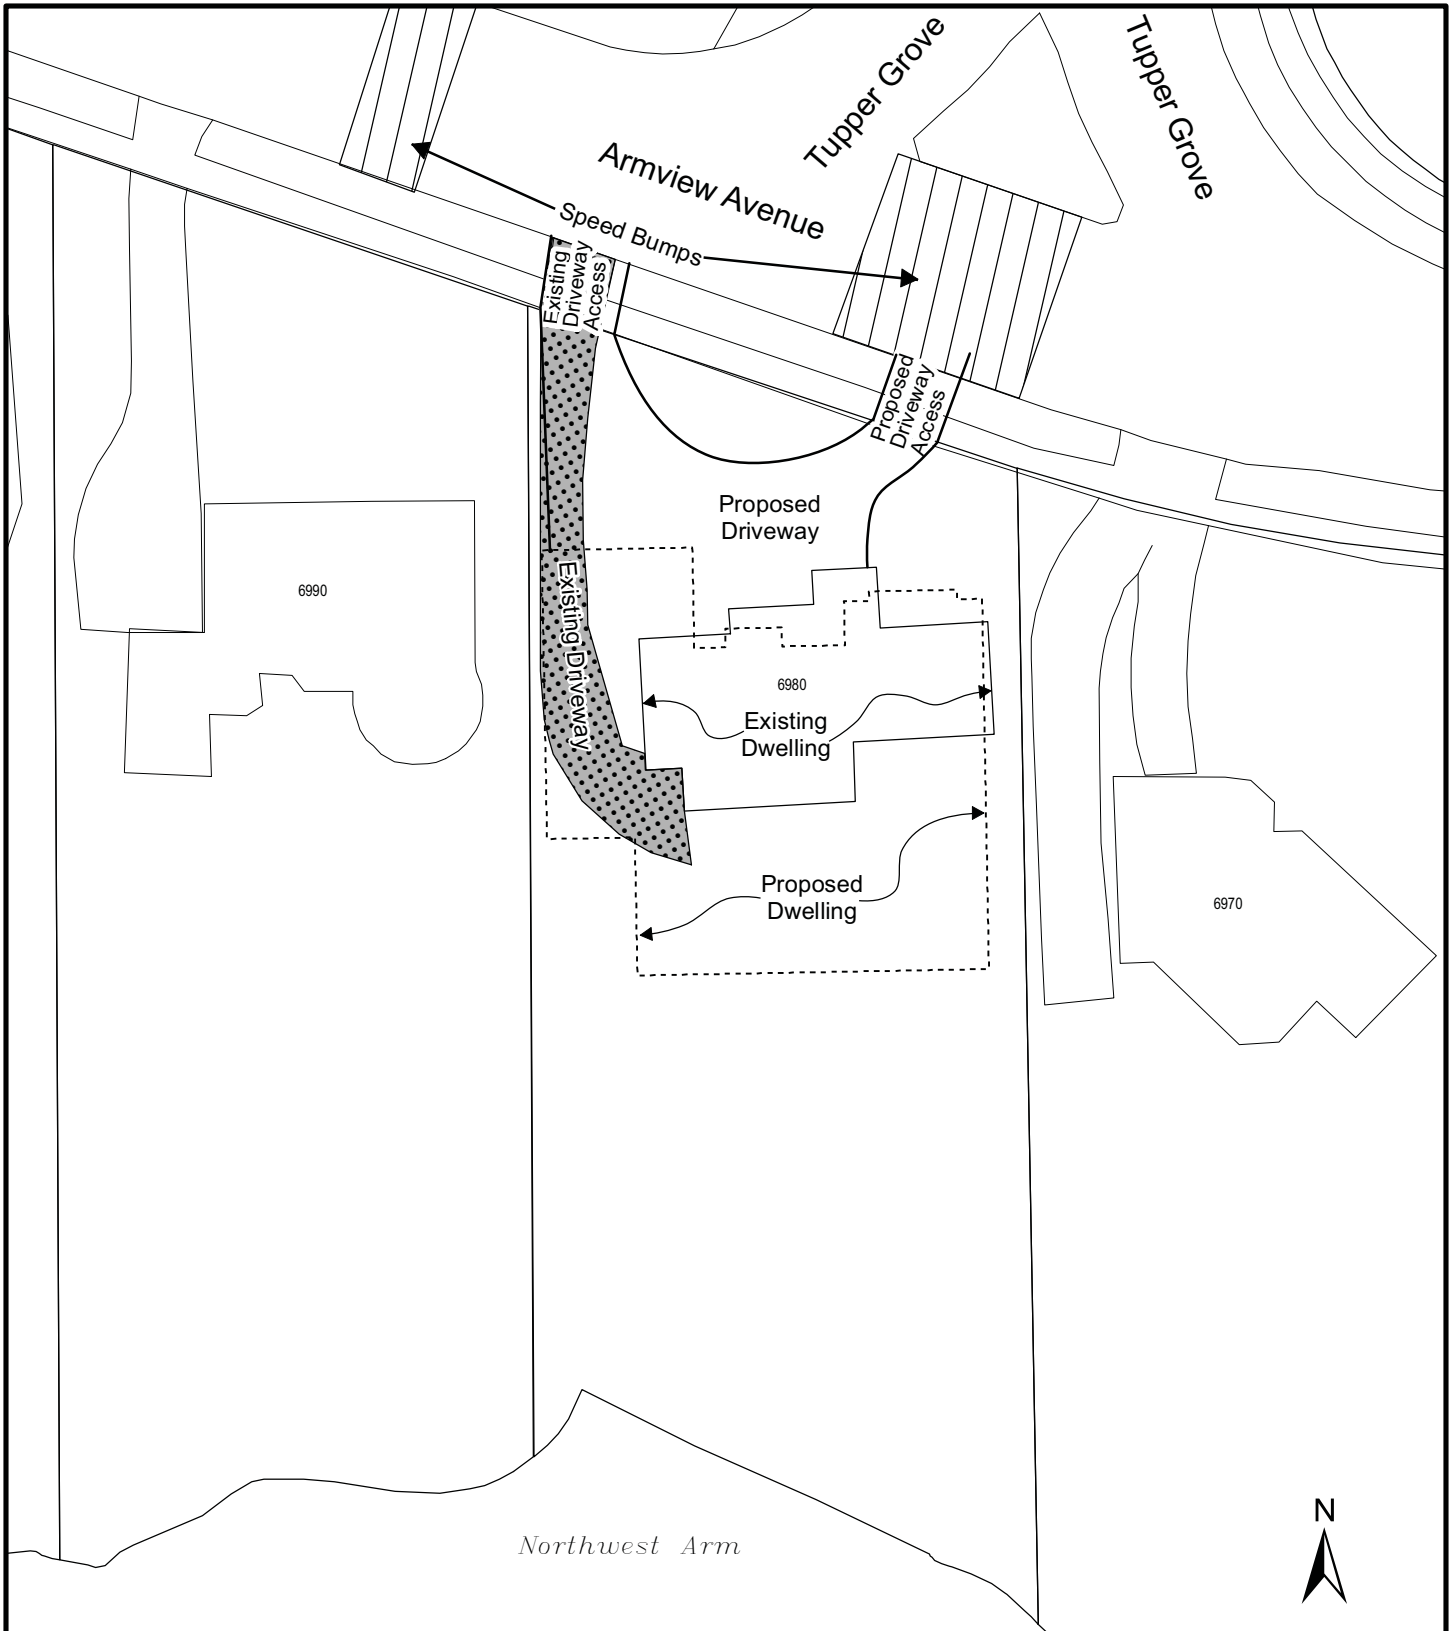 Tupper Grove
Tupper Grove
Armview Avenue
Speed Bumps
Existing
Driveway
Access
Proposed
Driveway
Access
Proposed
Driveway
6990
Existing Driveway
6980
Existing
Dwelling
Proposed
Dwelling
6970
Northwest Arm
N